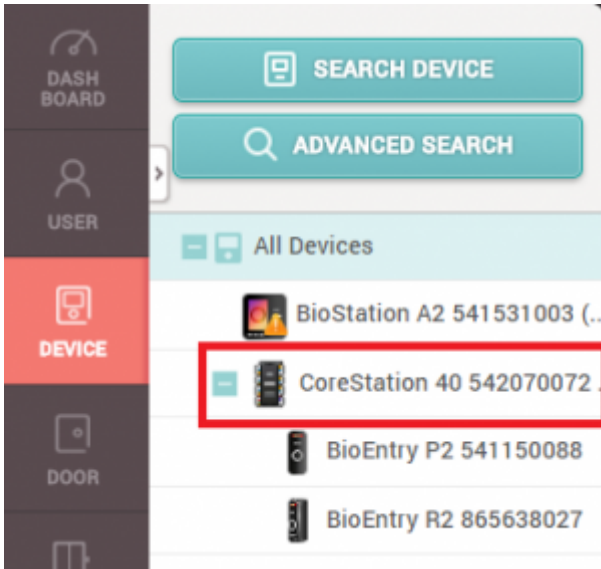 DASH
BOARD
USER
DEVICE
DOOR
SEARCH DEVICE
ADVANCED SEARCH
All Devices
BioStation A2 541531003 (..
CoreStation 40 542070072 .
BioEntry P2 541150088
BioEntry R2 865638027